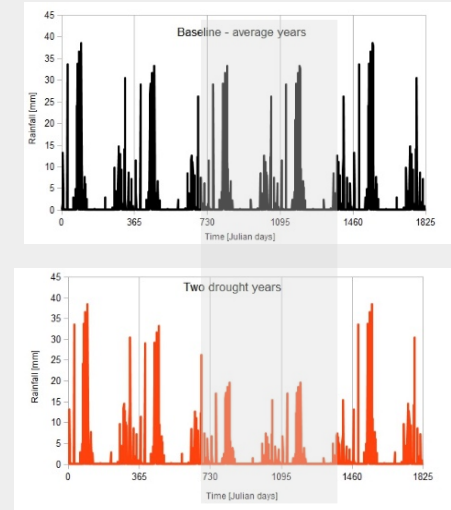 Baseline - average years
45
40
35
30
25
20
15
10
5
0
Rainfall [mm]
0 365 730 1095 1460 1825
Time [Julian days]
Two drought years
45
40
35
30
25
20
15
10
5
0
Rainfall [mm]
0 365 730 1095 1460 1825
Time [Julian days]